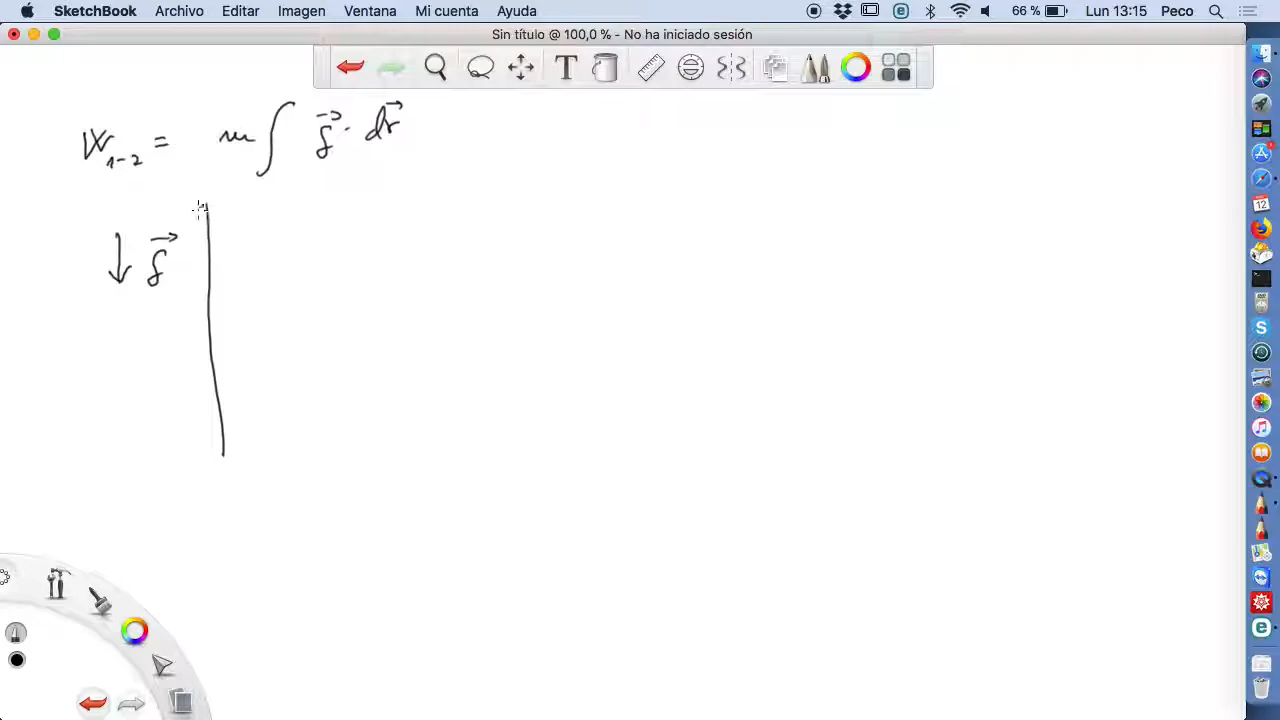 SketchBook Archivo Editar Imagen Ventana Mi cuenta Ayuda 66 % Lun 13:15 Peco
Sin título @ 100,0 % - No ha iniciado sesión
W₁₋₂ = m∫ g⃗ · dr⃗
↓ g⃗